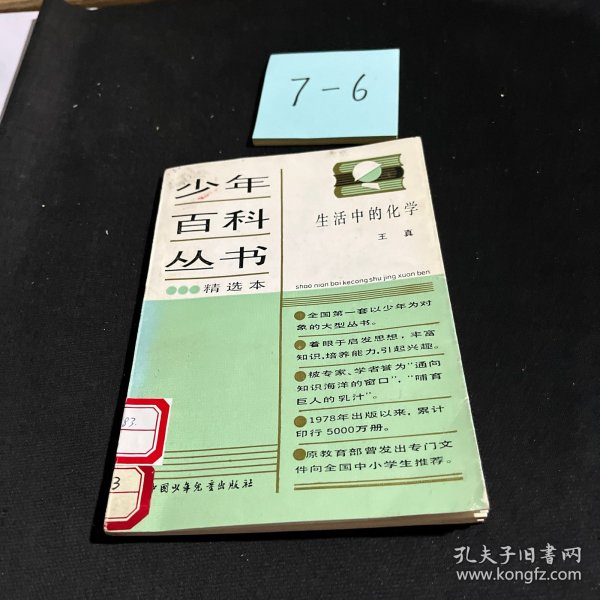 7-6
少年
百科
丛书
精选本
生活中的化学
王真
shao nian bai kecong shu jing xuan ben
全国第一套以少年为对
象的大型丛书。
着眼于启发思想，丰富
知识，培养能力，引起兴趣。
被专家、学者誉为“通向
知识海洋的窗口”，“哺育
巨人的乳汁”。
1978年出版以来，累计
印行5000万册。
原教育部曾发出专门文
件向全国中小学生推荐。
83.
3
中国少年儿童出版社
孔夫子旧书网
www.kongfz.com